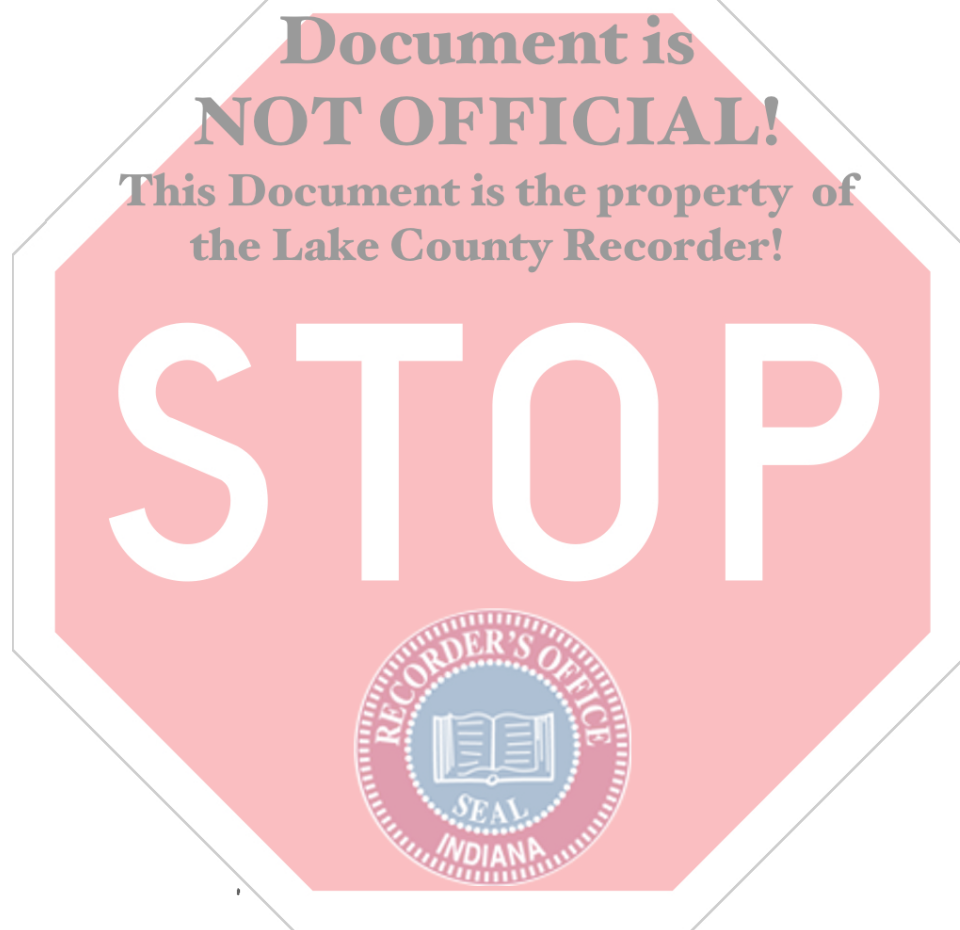 Document is
NOT OFFICIAL!
This Document is the property of
the Lake County Recorder!
STOP
RECORDER'S OFFICE
SEAL
INDIANA